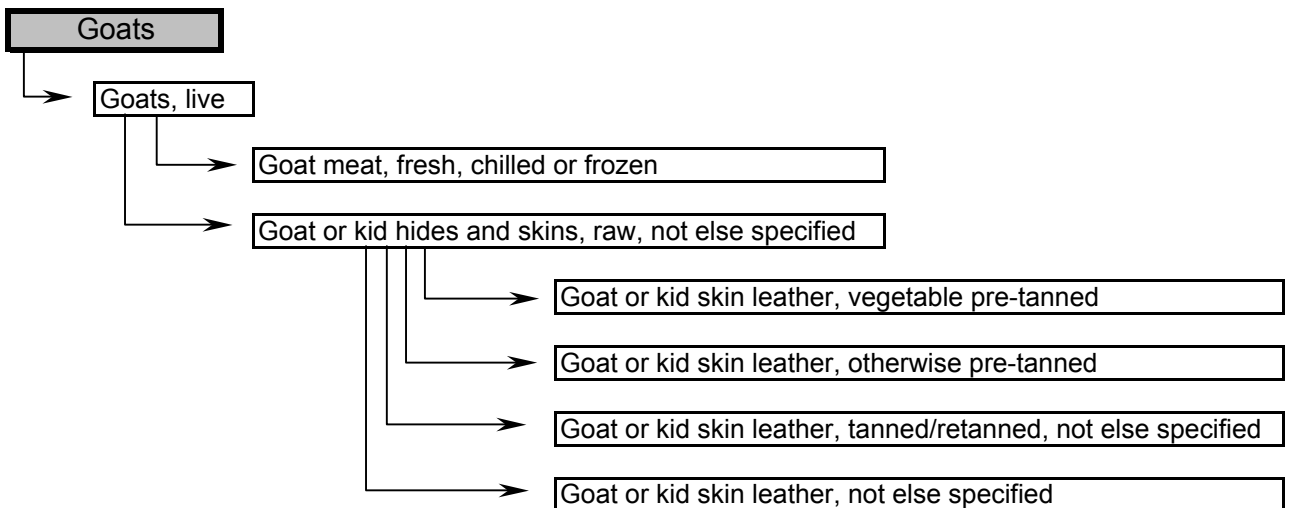 Goats
Goats, live
Goat meat, fresh, chilled or frozen
Goat or kid hides and skins, raw, not else specified
Goat or kid skin leather, vegetable pre-tanned
Goat or kid skin leather, otherwise pre-tanned
Goat or kid skin leather, tanned/retanned, not else specified
Goat or kid skin leather, not else specified